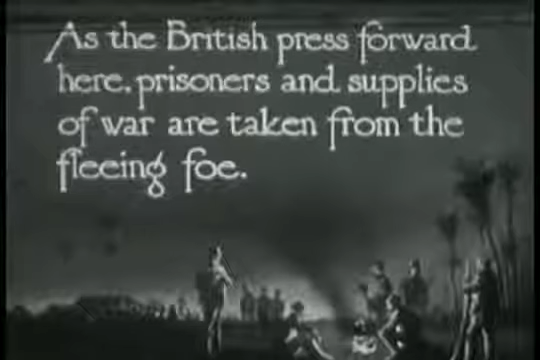 As the British press forward
here, prisoners and supplies
of war are taken from the
fleeing foe.